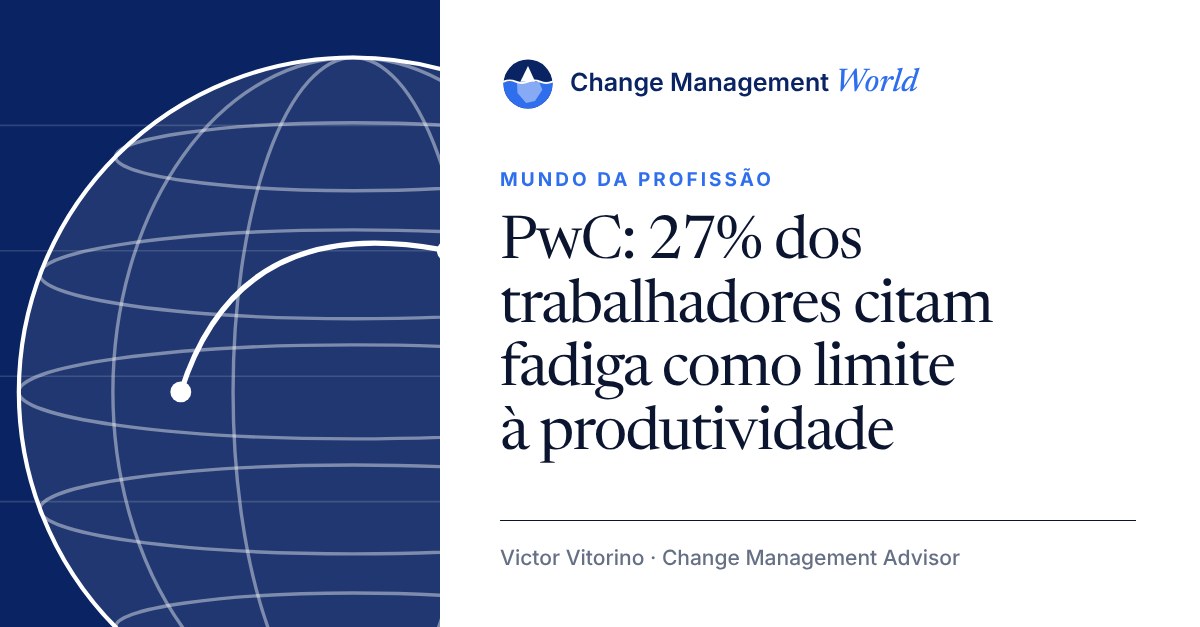 Change Management World
MUNDO DA PROFISSÃO
PwC: 27% dos
trabalhadores citam
fadiga como limite
à produtividade
Victor Vitorino · Change Management Advisor